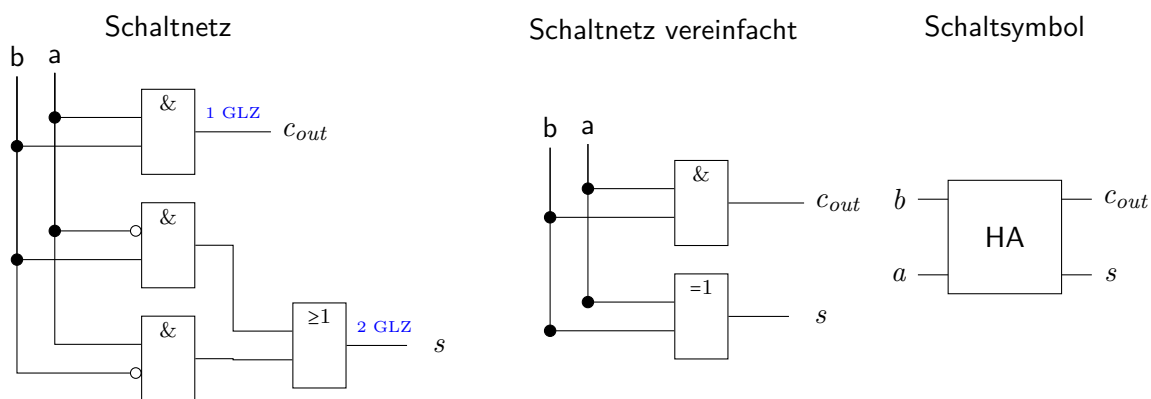 Schaltnetz
b a
&
1 GLZ
c_out
&
&
≥1
2 GLZ
s
Schaltnetz vereinfacht
b a
&
c_out
=1
s
Schaltsymbol
b
c_out
HA
a
s